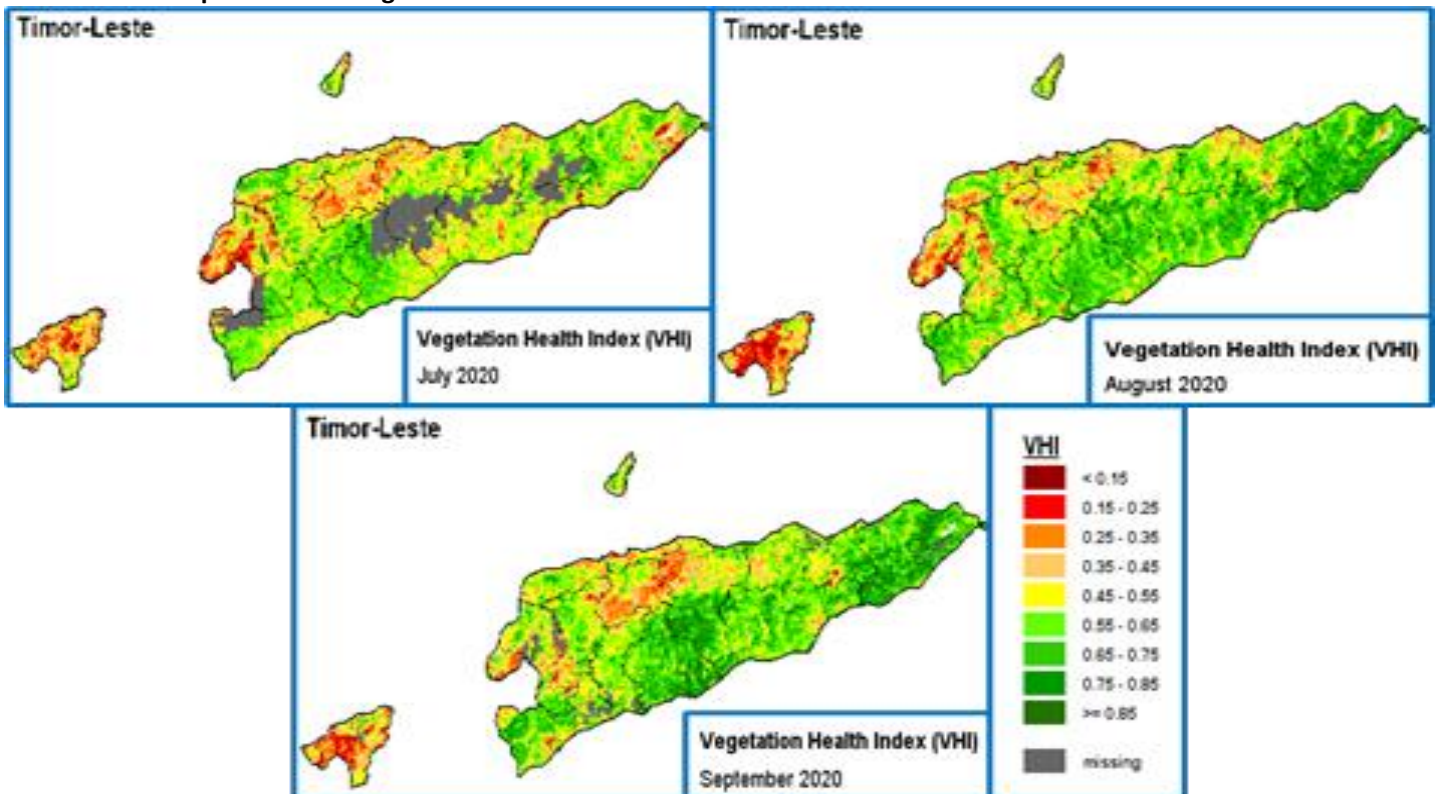 Timor-Leste
Vegetation Health Index (VHI)
July 2020
Timor-Leste
Vegetation Health Index (VHI)
August 2020
Timor-Leste
Vegetation Health Index (VHI)
September 2020
VHI
< 0.15
0.15 - 0.25
0.25 - 0.35
0.35 - 0.45
0.45 - 0.55
0.55 - 0.65
0.65 - 0.75
0.75 - 0.85
>= 0.85
missing